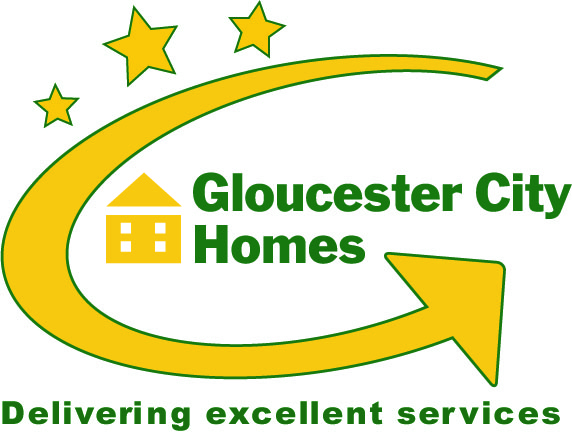 Gloucester City
Homes
Delivering excellent services